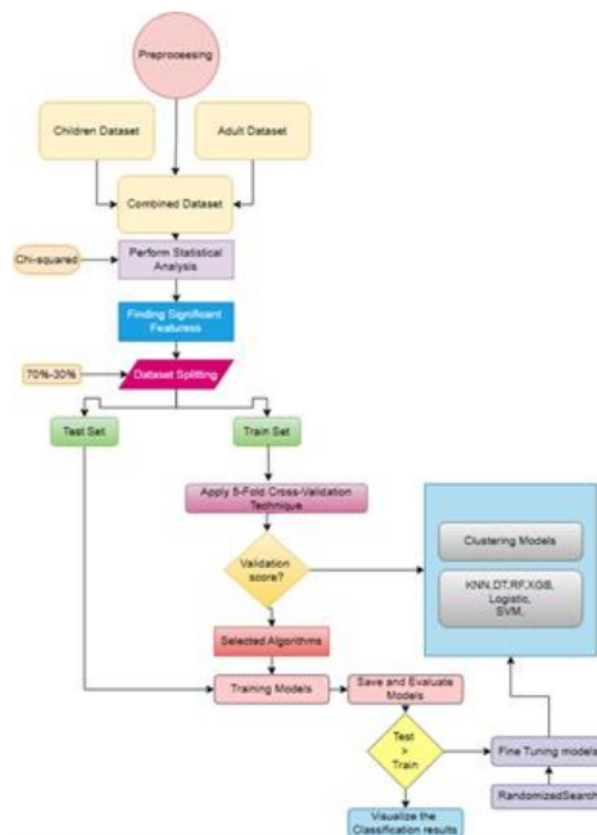 Preproceesing
Children Dataset
Adult Dataset
Combined Dataset
Chi-squared
Perform Statistical
Analysis
Finding Significant
Featuress
70%-30%
Dataset Splitting
Test Set
Train Set
Apply 5-Fold Cross-Validation
Technique
Clustering Models
Validation
score?
KNN,DT,RF,XGB,
Logistic,
SVM,
Selected Algorithms
Training Models
Save and Evaluate
Models
Test
>
Train
Fine Tuning models
RandomizedSearch
Visualize the
Classification results